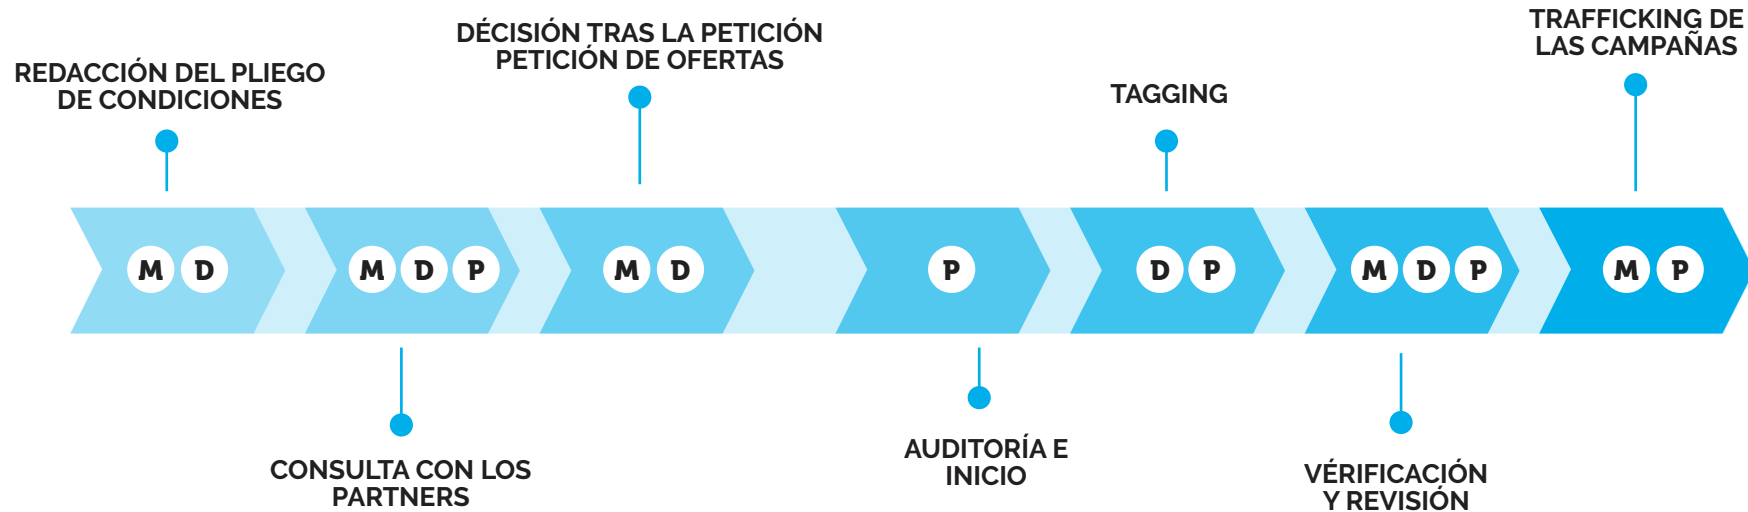 REDACCIÓN DEL PLIEGO
DE CONDICIONES
DÉCISIÓN TRAS LA PETICIÓN
PETICIÓN DE OFERTAS
TAGGING
TRAFFICKING DE
LAS CAMPAÑAS
M D
M D P
M D
P
D P
M D P
M P
CONSULTA CON LOS
PARTNERS
AUDITORÍA E
INICIO
VÉRIFICACIÓN
Y REVISIÓN